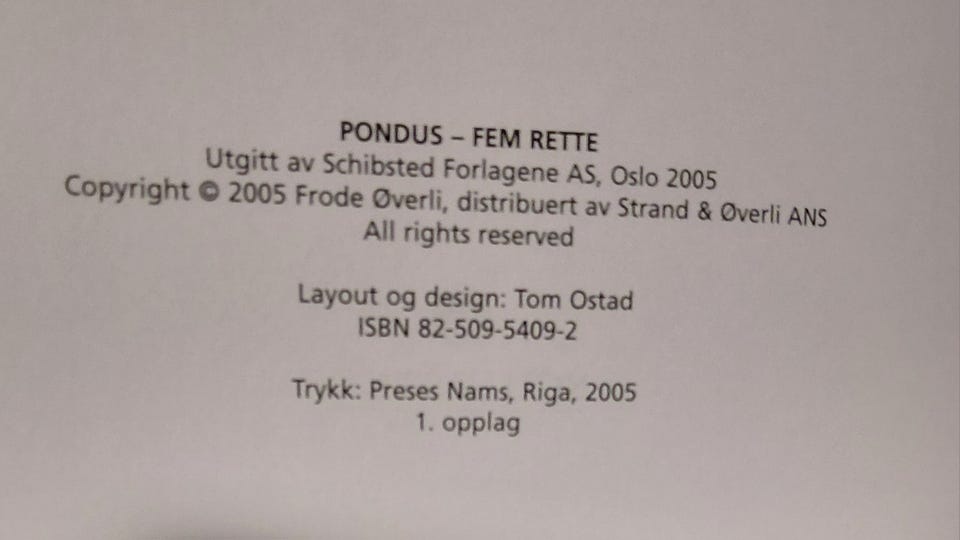 PONDUS – FEM RETTE
Utgitt av Schibsted Forlagene AS, Oslo 2005
Copyright © 2005 Frode Øverli, distribuert av Strand & Øverli ANS
All rights reserved
Layout og design: Tom Ostad
ISBN 82-509-5409-2
Trykk: Preses Nams, Riga, 2005
1. opplag